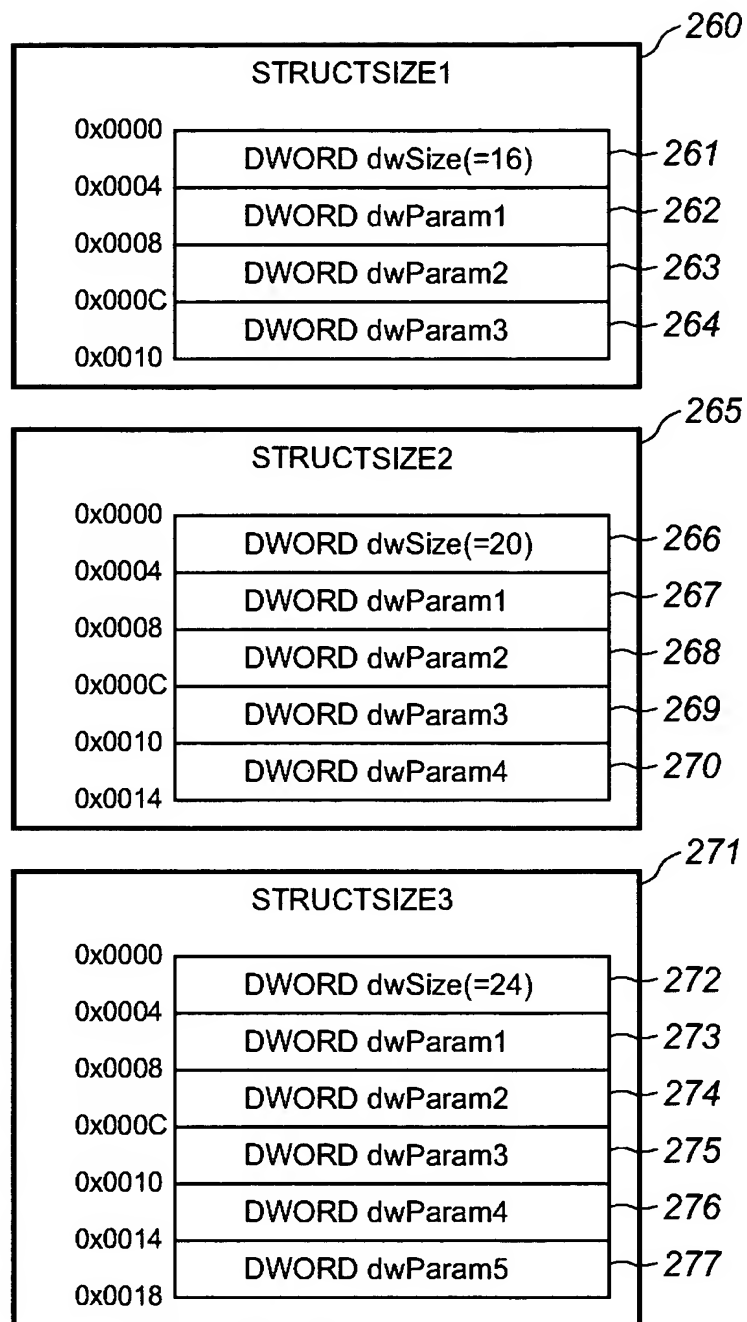 260
STRUCTSIZE1
0x0000
DWORD dwSize(=16) 261
0x0004
DWORD dwParam1 262
0x0008
DWORD dwParam2 263
0x000C
DWORD dwParam3 264
0x0010
265
STRUCTSIZE2
0x0000
DWORD dwSize(=20) 266
0x0004
DWORD dwParam1 267
0x0008
DWORD dwParam2 268
0x000C
DWORD dwParam3 269
0x0010
DWORD dwParam4 270
0x0014
271
STRUCTSIZE3
0x0000
DWORD dwSize(=24) 272
0x0004
DWORD dwParam1 273
0x0008
DWORD dwParam2 274
0x000C
DWORD dwParam3 275
0x0010
DWORD dwParam4 276
0x0014
DWORD dwParam5 277
0x0018